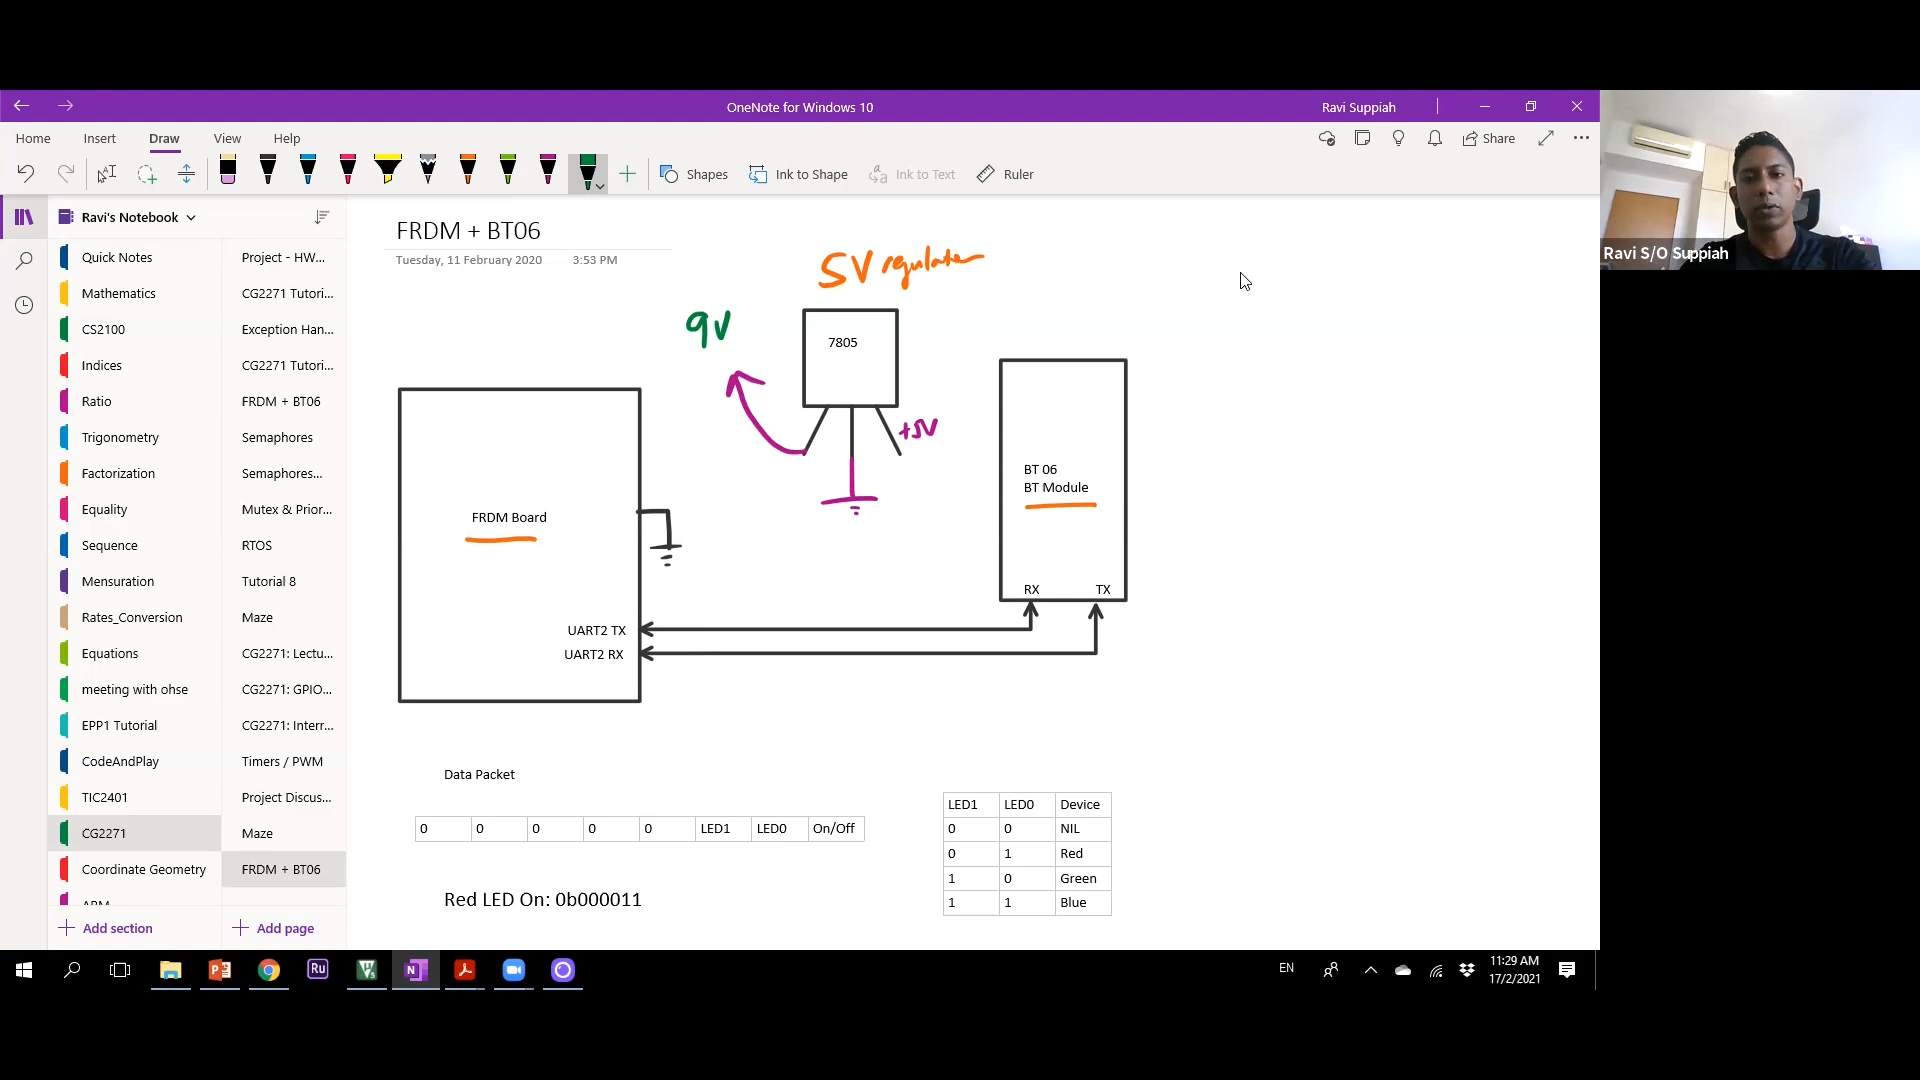 OneNote for Windows 10
Ravi Suppiah
Home Insert Draw View Help
Share
Shapes Ink to Shape Ink to Text Ruler
Ravi S/O Suppiah
Ravi's Notebook
Quick Notes
Mathematics
CS2100
Indices
Ratio
Trigonometry
Factorization
Equality
Sequence
Mensuration
Rates_Conversion
Equations
meeting with ohse
EPP1 Tutorial
CodeAndPlay
TIC2401
CG2271
Coordinate Geometry
ARM
Add section
Project - HW...
CG2271 Tutori...
Exception Han...
CG2271 Tutori...
FRDM + BT06
Semaphores
Semaphores...
Mutex & Prior...
RTOS
Tutorial 8
Maze
CG2271: Lectu...
CG2271: GPIO...
CG2271: Interr...
Timers / PWM
Project Discus...
Maze
FRDM + BT06
Add page
FRDM + BT06
Tuesday, 11 February 2020 3:53 PM
5V regulator
9V
7805
+5V
BT 06
BT Module
FRDM Board
RX TX
UART2 TX
UART2 RX
Data Packet
0 0 0 0 0 LED1 LED0 On/Off
Red LED On: 0b000011
LED1 LED0 Device
0 0 NIL
0 1 Red
1 0 Green
1 1 Blue
Ru
N
EN
11:29 AM
17/2/2021